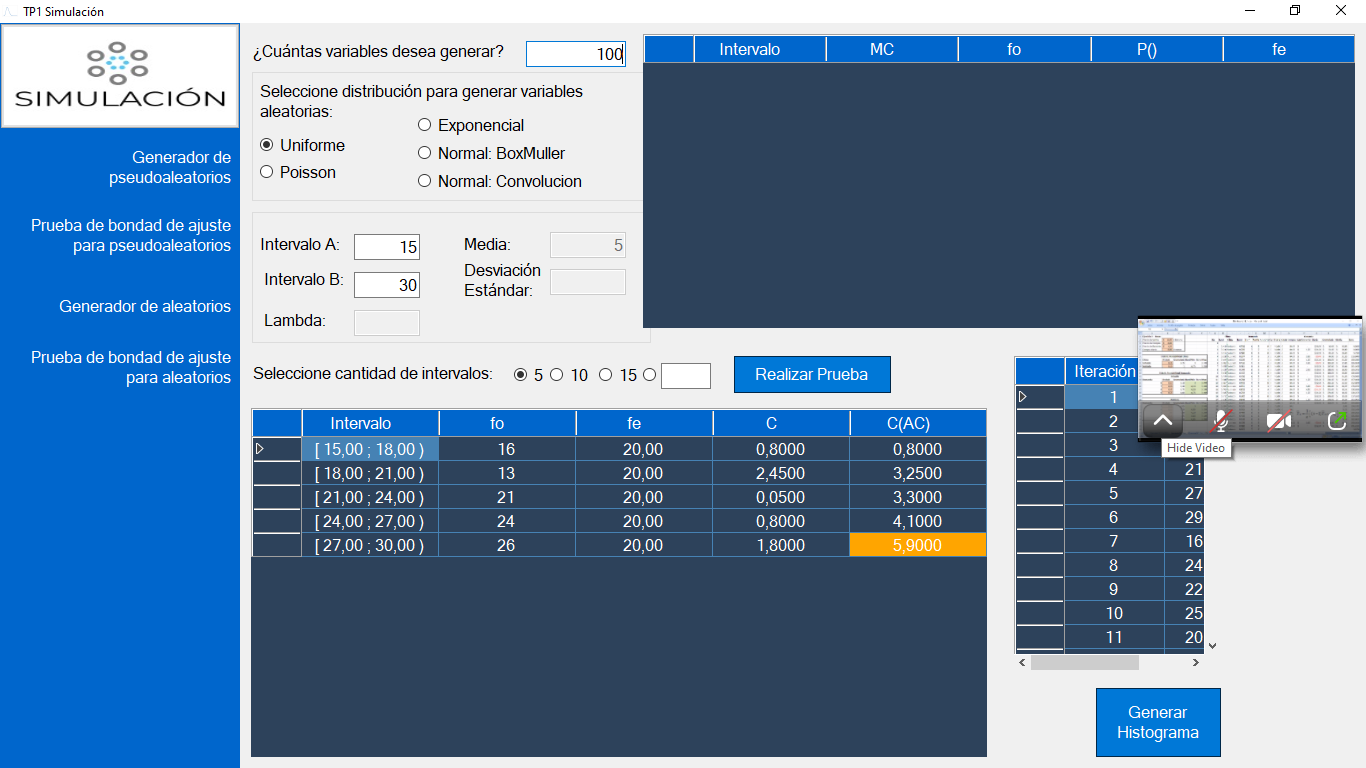 TP1 Simulación
SIMULACIÓN
Generador de
pseudoaleatorios
Prueba de bondad de ajuste
para pseudoaleatorios
Generador de aleatorios
Prueba de bondad de ajuste
para aleatorios
¿Cuántas variables desea generar? 100
Seleccione distribución para generar variables
aleatorias:
Uniforme
Poisson
Exponencial
Normal: BoxMuller
Normal: Convolucion
Intervalo A: 15
Intervalo B: 30
Lambda:
Media: 5
Desviación
Estándar:
Intervalo MC fo P() fe
Seleccione cantidad de intervalos: 5 10 15
Realizar Prueba
Intervalo fo fe C C(AC)
[ 15,00 ; 18,00 ) 16 20,00 0,8000 0,8000
[ 18,00 ; 21,00 ) 13 20,00 2,4500 3,2500
[ 21,00 ; 24,00 ) 21 20,00 0,0500 3,3000
[ 24,00 ; 27,00 ) 24 20,00 0,8000 4,1000
[ 27,00 ; 30,00 ) 26 20,00 1,8000 5,9000
Iteración
1
2
3
4 21
5 27
6 29
7 16
8 24
9 22
10 25
11 20
Hide Video
Generar
Histograma